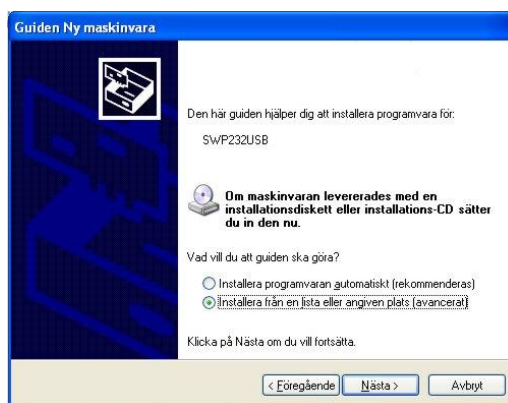 Guiden Ny maskinvara
Den här guiden hjälper dig att installera programvara för:
SWP232USB
Om maskinvaran levererades med en
installationsdiskett eller installations-CD sätter
du in den nu.
Vad vill du att guiden ska göra?
Installera programvaran automatiskt (rekommenderas)
Installera från en lista eller angiven plats (avancerat)
Klicka på Nästa om du vill fortsätta.
< Föregående Nästa > Avbryt